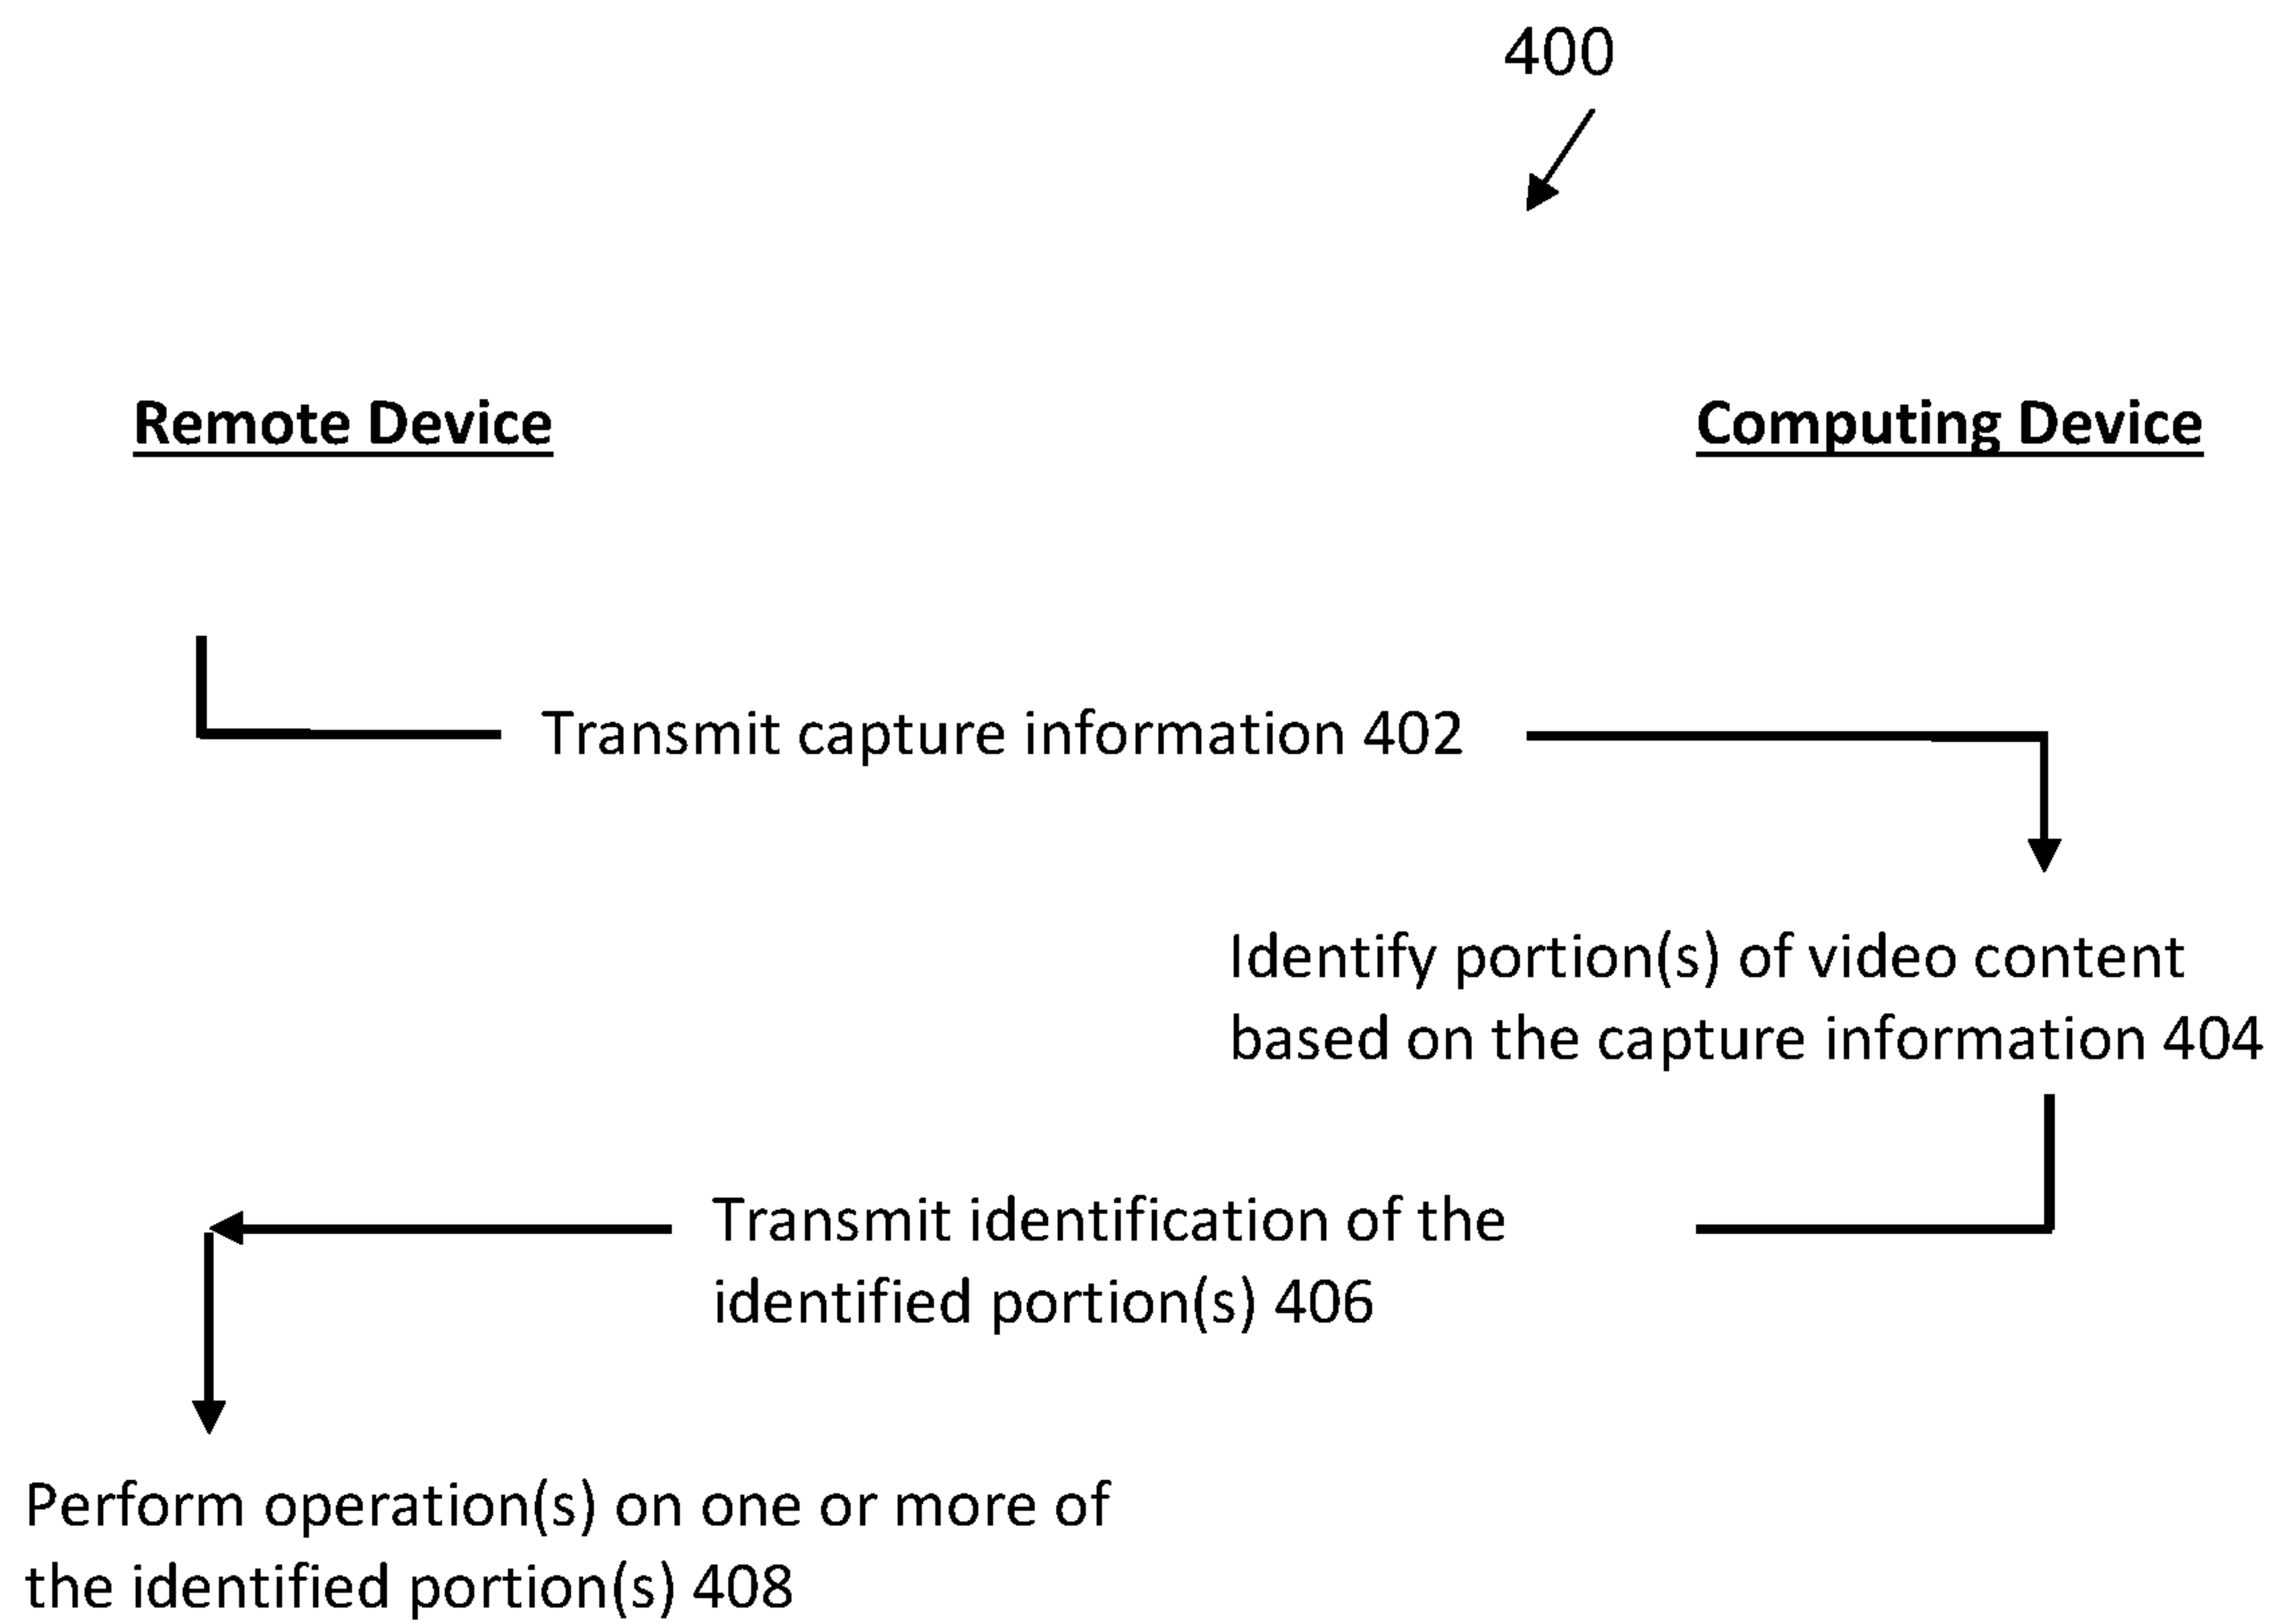 400
Remote Device
Computing Device
Transmit capture information 402
Identify portion(s) of video content
based on the capture information 404
Transmit identification of the
identified portion(s) 406
Perform operation(s) on one or more of
the identified portion(s) 408